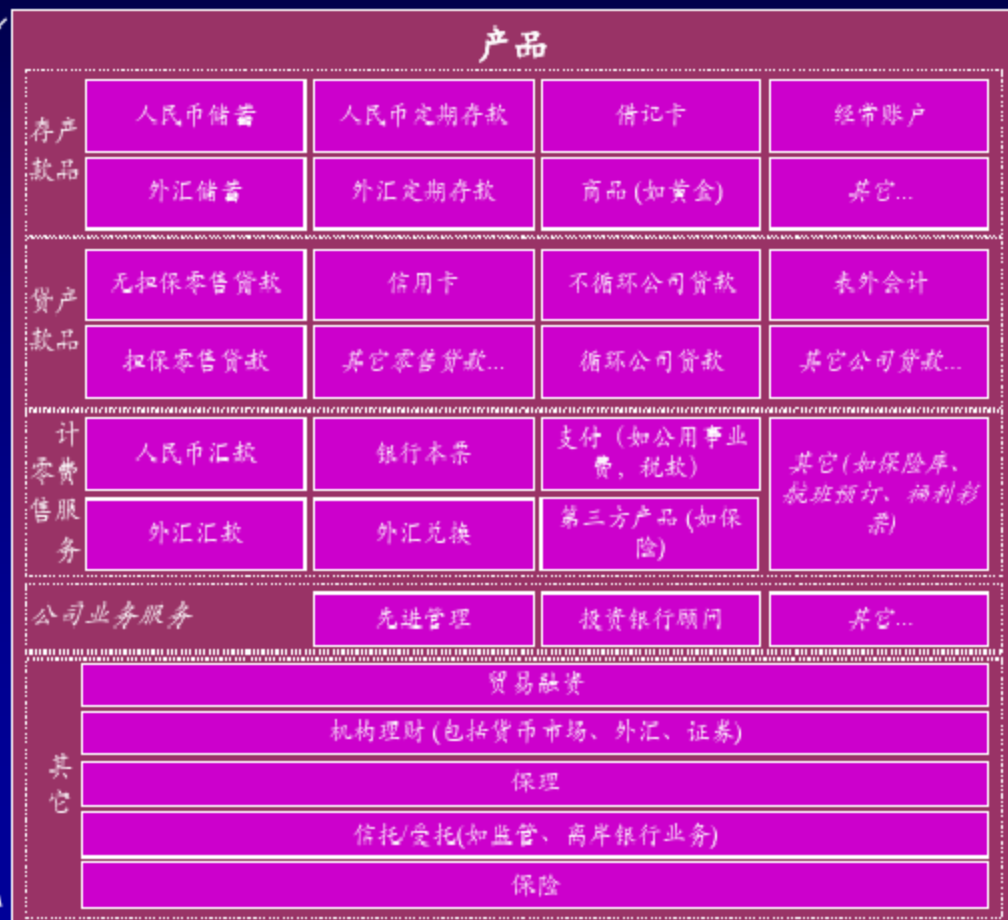 产品
存款产品
人民币储蓄
人民币定期存款
借记卡
经常账户
外汇储蓄
外汇定期存款
商品 (如黄金)
其它...
贷款产品
无担保零售贷款
信用卡
不循环公司贷款
表外会计
担保零售贷款
其它零售贷款...
循环公司贷款
其它公司贷款...
零售
计费服务
人民币汇款
银行本票
支付（如公用事业
费，税款）
其它 (如保险库、
航班预订、福利彩
票)
外汇汇款
外汇兑换
第三方产品 (如保
险)
公司业务服务
先进管理
投资银行顾问
其它...
其它
贸易融资
机构理财 (包括货币市场、外汇、证券)
保理
信托/受托(如监管、离岸银行业务)
保险